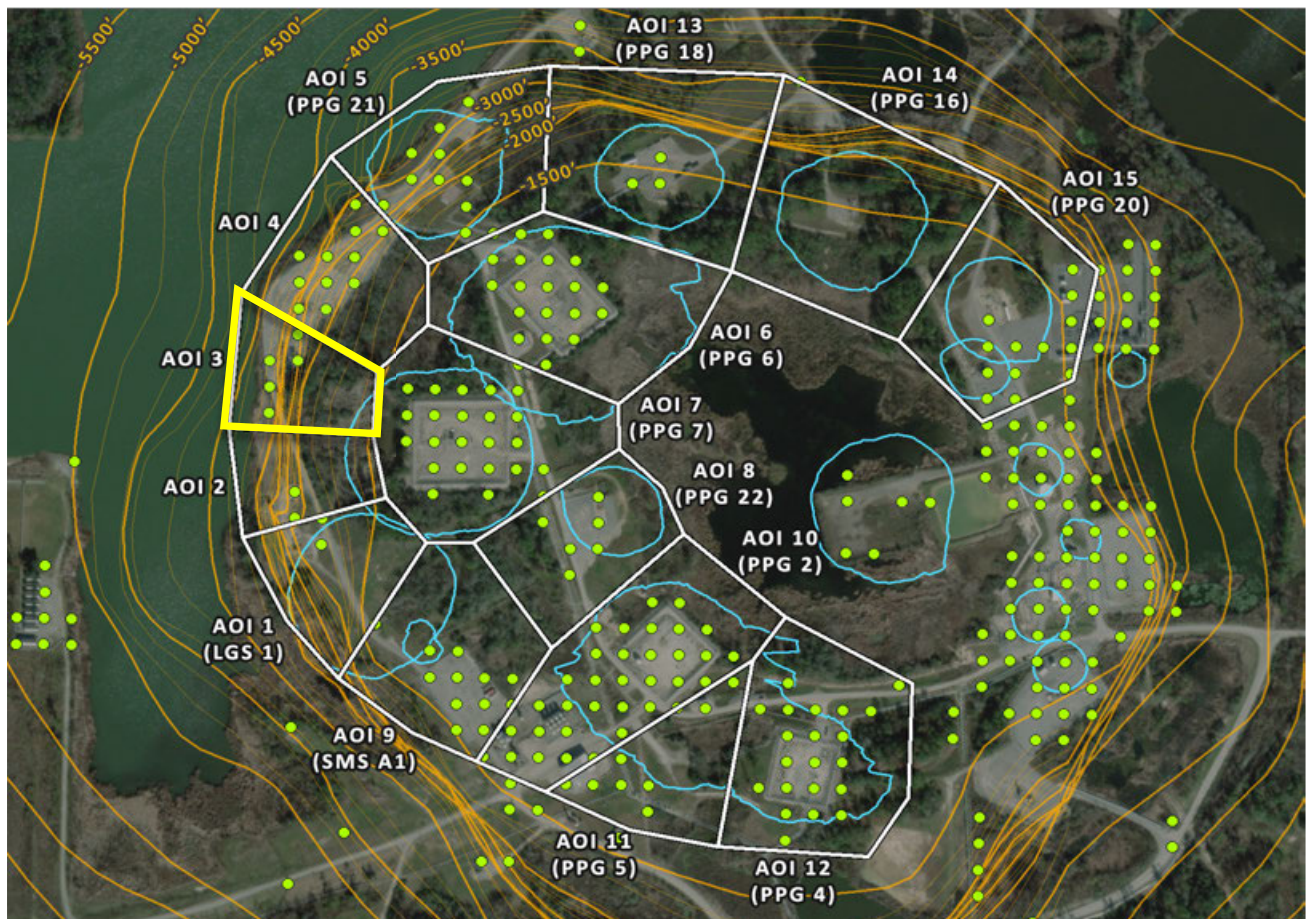 -5500'
-5000'
-4500'
-4000'
-3500'
-3000'
-2500'
-2000'
-1500'
AOI 13
(PPG 18)
AOI 5
(PPG 21)
AOI 14
(PPG 16)
AOI 15
(PPG 20)
AOI 4
AOI 6
(PPG 6)
AOI 3
AOI 7
(PPG 7)
AOI 8
(PPG 22)
AOI 2
AOI 10
(PPG 2)
AOI 1
(LGS 1)
AOI 9
(SMS A1)
AOI 11
(PPG 5)
AOI 12
(PPG 4)